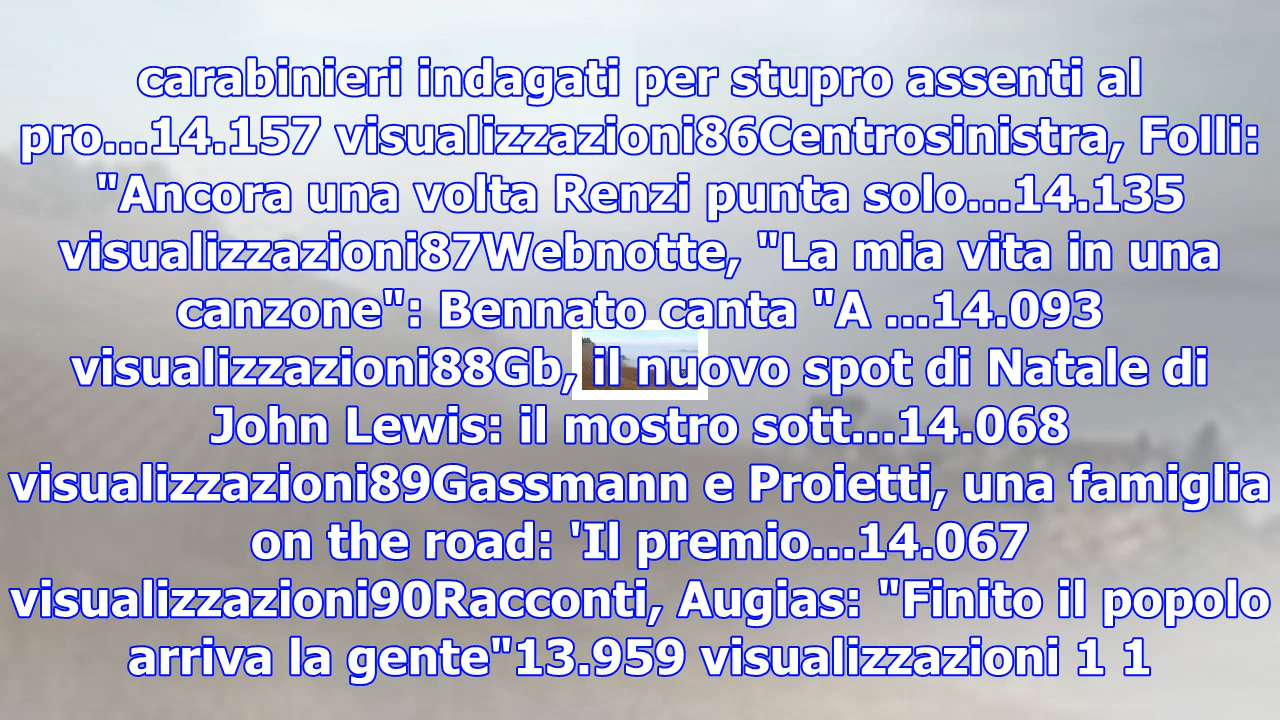 carabinieri indagati per stupro assenti al
pro...14.157 visualizzazioni86Centrosinistra, Folli:
"Ancora una volta Renzi punta solo...14.135
visualizzazioni87Webnotte, "La mia vita in una
canzone": Bennato canta "A ...14.093
visualizzazioni88Gb, il nuovo spot di Natale di
John Lewis: il mostro sott...14.068
visualizzazioni89Gassmann e Proietti, una famiglia
on the road: 'Il premio...14.067
visualizzazioni90Racconti, Augias: "Finito il popolo
arriva la gente"13.959 visualizzazioni 1 1